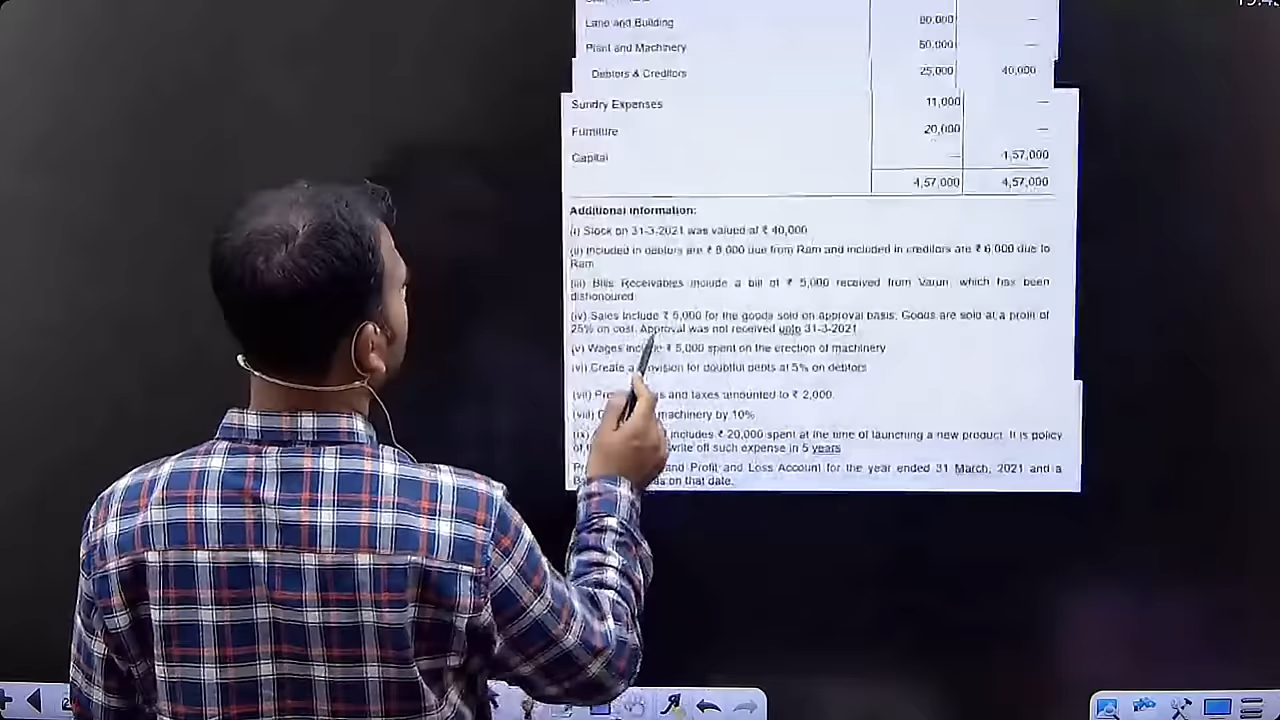 Land and Building 80,000 —
Plant and Machinery 50,000 —
Debtors & Creditors 25,000 40,000
Sundry Expenses 11,000 —
Furniture 20,000 —
Capital — 1,57,000
4,57,000 4,57,000
Additional Information:
(i) Stock on 31-3-2021 was valued at ₹ 40,000
(ii) Included in debtors are ₹ 8,000 due from Ram and included in creditors are ₹ 6,000 due to
Ram
(iii) Bills Receivables include a bill of ₹ 5,000 received from Varun, which has been
dishonoured
(iv) Sales include ₹ 5,000 for the goods sold on approval basis; Goods are sold at a profit of
25% on cost. Approval was not received upto 31-3-2021
(v) Wages include ₹ 5,000 spent on the erection of machinery
(vi) Create a provision for doubtful debts at 5% on debtors
(vii) and taxes amounted to ₹ 2,000.
(viii) machinery by 10%
(ix) includes ₹ 20,000 spent at the time of launching a new product. It is policy
write off such expense in 5 years
and Profit and Loss Account for the year ended 31 March, 2021 and a
on that date.